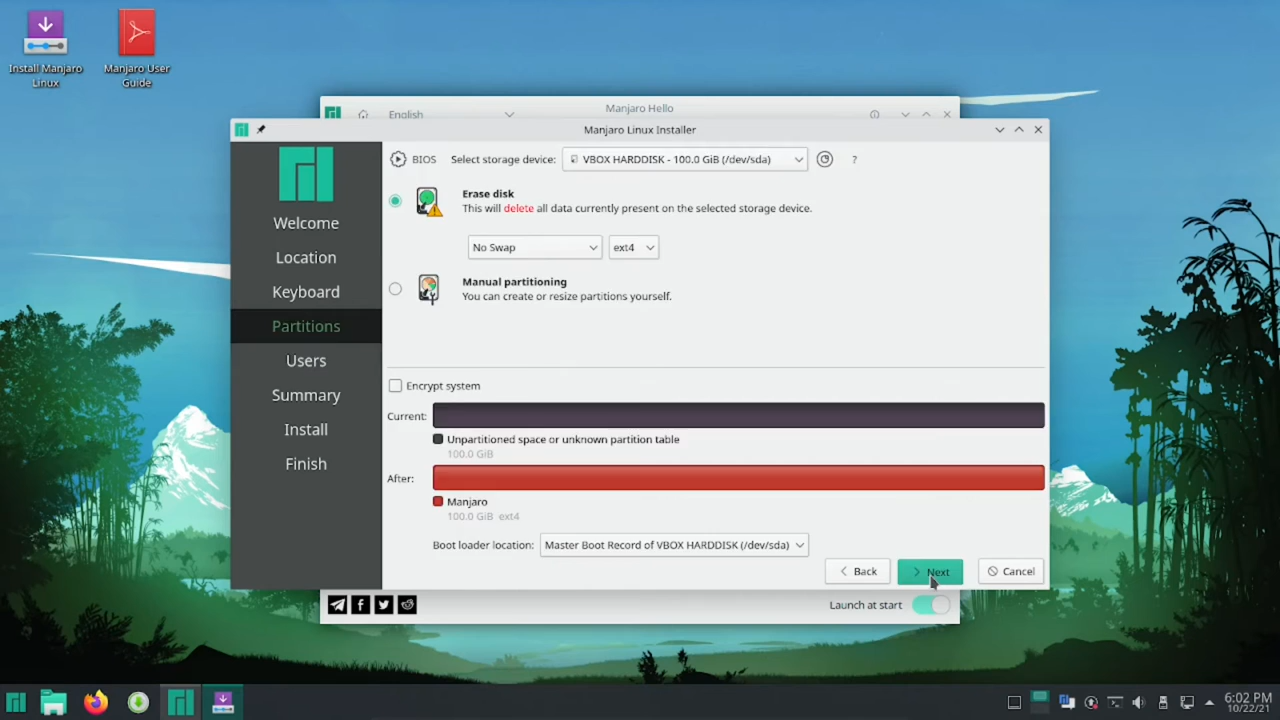 Install Manjaro
Linux
Manjaro User
Guide
Manjaro Hello
English
Manjaro Linux Installer
Welcome
Location
Keyboard
Partitions
Users
Summary
Install
Finish
BIOS
Select storage device:
VBOX HARDDISK - 100.0 GiB (/dev/sda)
?
Erase disk
This will delete all data currently present on the selected storage device.
No Swap
ext4
Manual partitioning
You can create or resize partitions yourself.
Encrypt system
Current:
Unpartitioned space or unknown partition table
100.0 GiB
After:
Manjaro
100.0 GiB ext4
Boot loader location:
Master Boot Record of VBOX HARDDISK (/dev/sda)
Back
Next
Cancel
Launch at start
6:02 PM
10/22/21